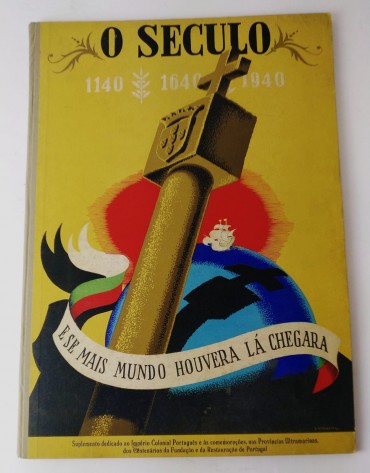 O SECULO
1140 1640 1940
E SE MAIS MUNDO HOUVERA LÁ CHEGARA
Suplemento dedicado ao Império Colonial Português e às comemorações, nas Províncias Ultramarinas,
dos Centenários da Fundação e da Restauração de Portugal